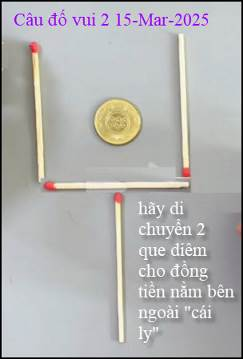 Câu đố vui 2 15-Mar-2025
hãy di
chuyển 2
que diêm
cho đồng
tiền nằm bên
ngoài "cái
ly"